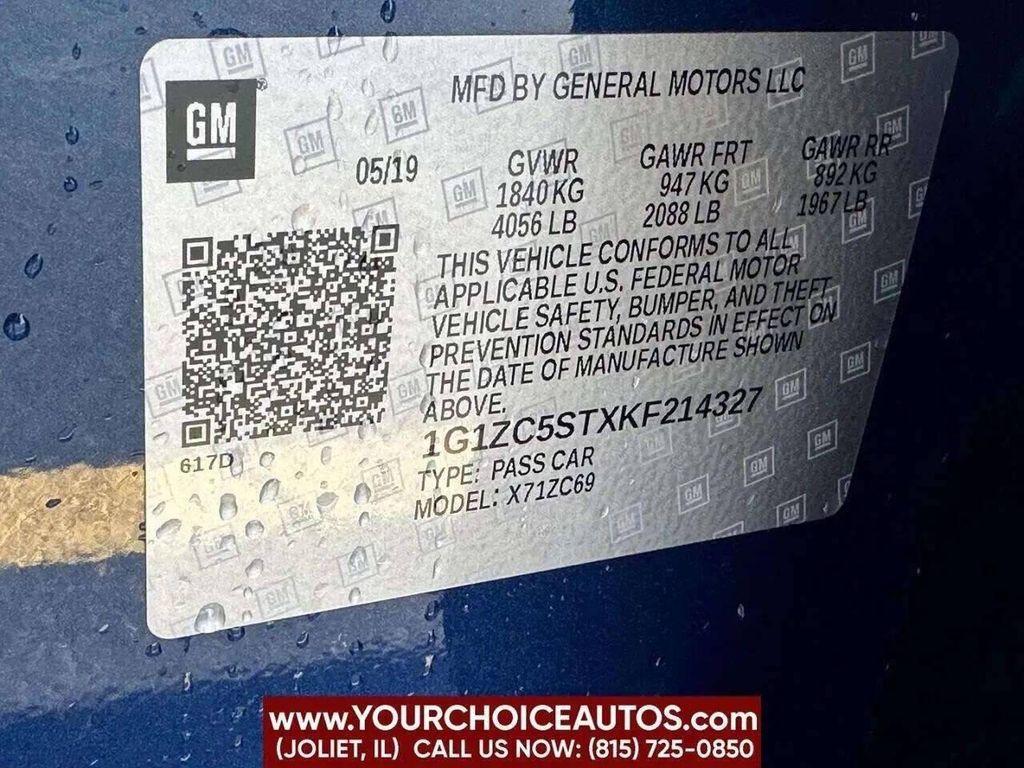 GM
MFD BY GENERAL MOTORS LLC
05/19
GVWR GAWR FRT GAWR RR
1840 KG 947 KG 892 KG
4056 LB 2088 LB 1967 LB
THIS VEHICLE CONFORMS TO ALL
APPLICABLE U.S. FEDERAL MOTOR
VEHICLE SAFETY, BUMPER, AND THEFT
PREVENTION STANDARDS IN EFFECT ON
THE DATE OF MANUFACTURE SHOWN
ABOVE.
1G1ZC5STXKF214327
617D
TYPE: PASS CAR
MODEL: X71ZC69
www.YOURCHOICEAUTOS.com
(JOLIET, IL) CALL US NOW: (815) 725-0850